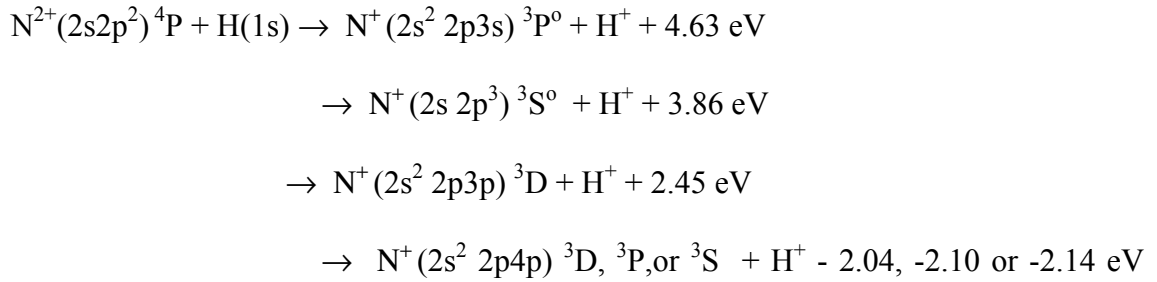 N²⁺(2s2p²) ⁴P + H(1s) → N⁺(2s² 2p3s) ³Pᵒ + H⁺ + 4.63 eV
→ N⁺(2s 2p³) ³Sᵒ + H⁺ + 3.86 eV
→ N⁺(2s² 2p3p) ³D + H⁺ + 2.45 eV
→ N⁺(2s² 2p4p) ³D, ³P,or ³S + H⁺ - 2.04, -2.10 or -2.14 eV